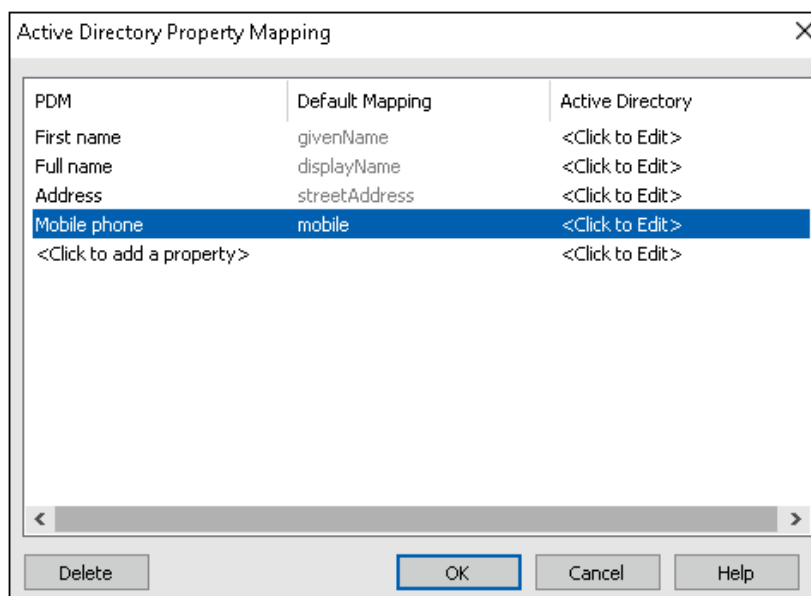 Active Directory Property Mapping
PDM Default Mapping Active Directory
First name givenName <Click to Edit>
Full name displayName <Click to Edit>
Address streetAddress <Click to Edit>
Mobile phone mobile <Click to Edit>
<Click to add a property> <Click to Edit>
Delete OK Cancel Help